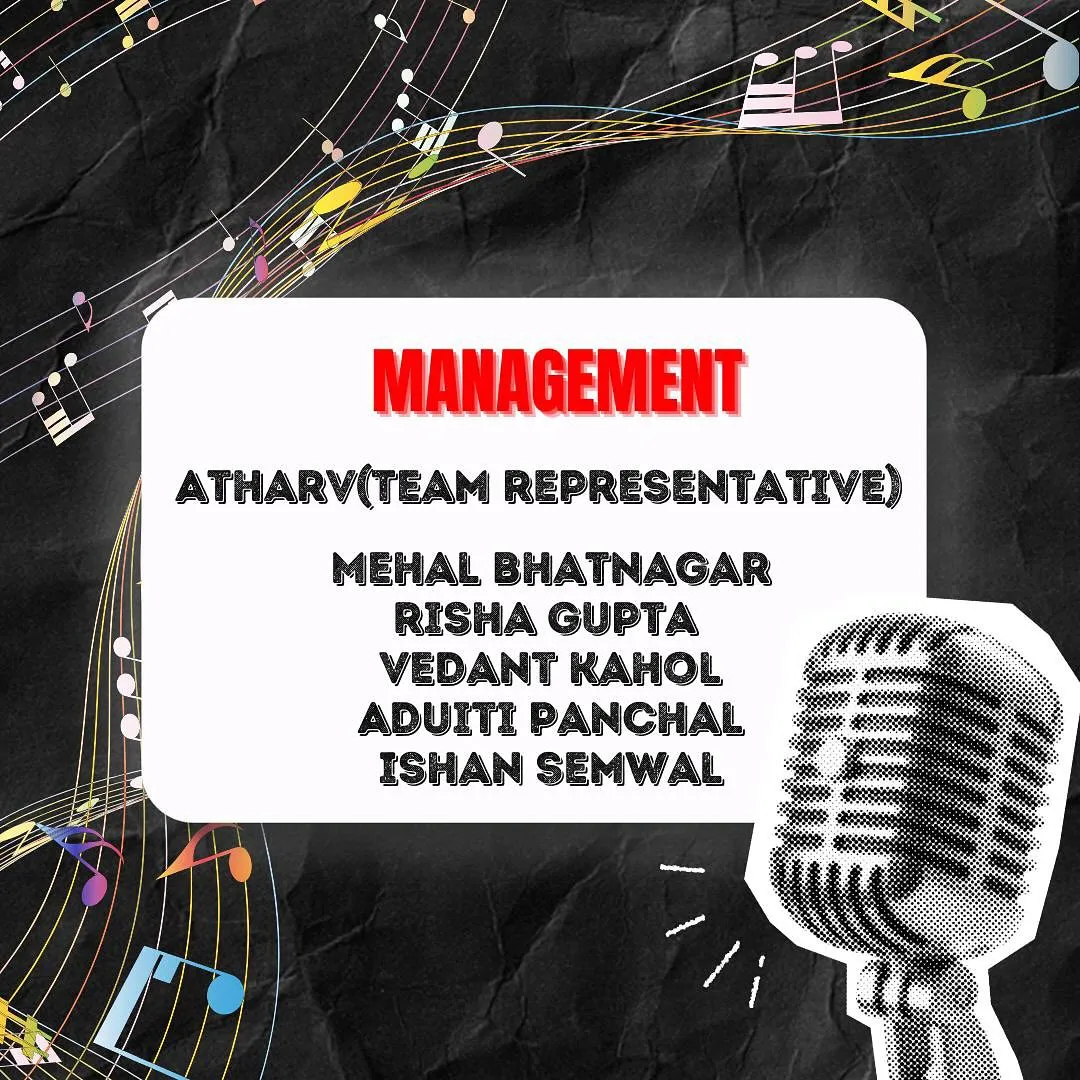 MANAGEMENT
ATHARV(TEAM REPRESENTATIVE)
MEHAL BHATNAGAR
RISHA GUPTA
VEDANT KAHOL
ADUITI PANCHAL
ISHAN SEMWAL